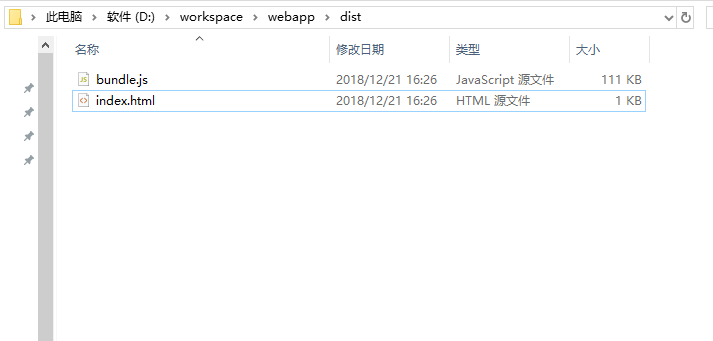 此电脑 > 软件 (D:) > workspace > webapp > dist
名称 修改日期 类型 大小
bundle.js 2018/12/21 16:26 JavaScript 源文件 111 KB
index.html 2018/12/21 16:26 HTML 源文件 1 KB